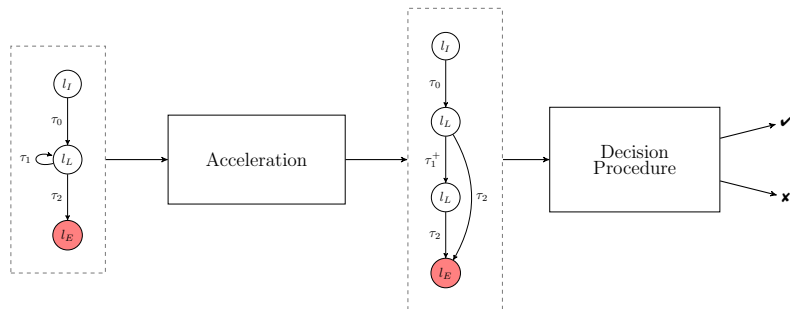 l_I
τ_0
τ_1
l_L
τ_2
l_E
Acceleration
l_I
τ_0
l_L
τ_1^+
l_L
τ_2
τ_2
l_E
Decision
Procedure
✔
✘